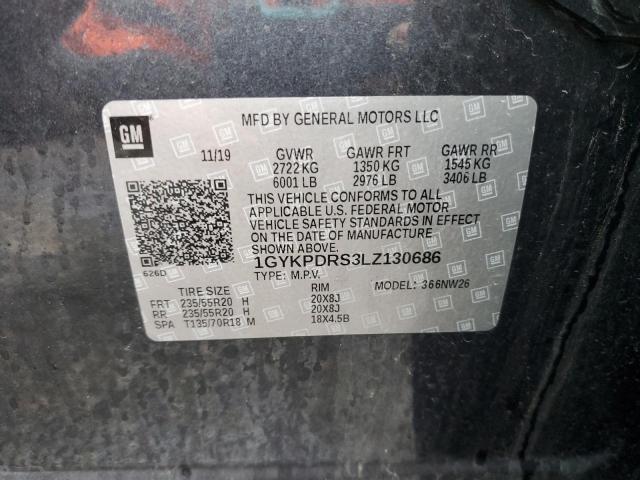 GM
MFD BY GENERAL MOTORS LLC
11/19 GVWR GAWR FRT GAWR RR
2722 KG 1350 KG 1545 KG
6001 LB 2976 LB 3406 LB
THIS VEHICLE CONFORMS TO ALL
APPLICABLE U.S. FEDERAL MOTOR
VEHICLE SAFETY STANDARDS IN EFFECT
ON THE DATE OF MANUFACTURE
SHOWN ABOVE.
626D
1GYKPDRS3LZ130686
TYPE: M.P.V. MODEL: 366NW26
TIRE SIZE RIM
FRT 235/55R20 H 20X8J
RR 235/55R20 H 20X8J
SPA T135/70R18 M 18X4.5B